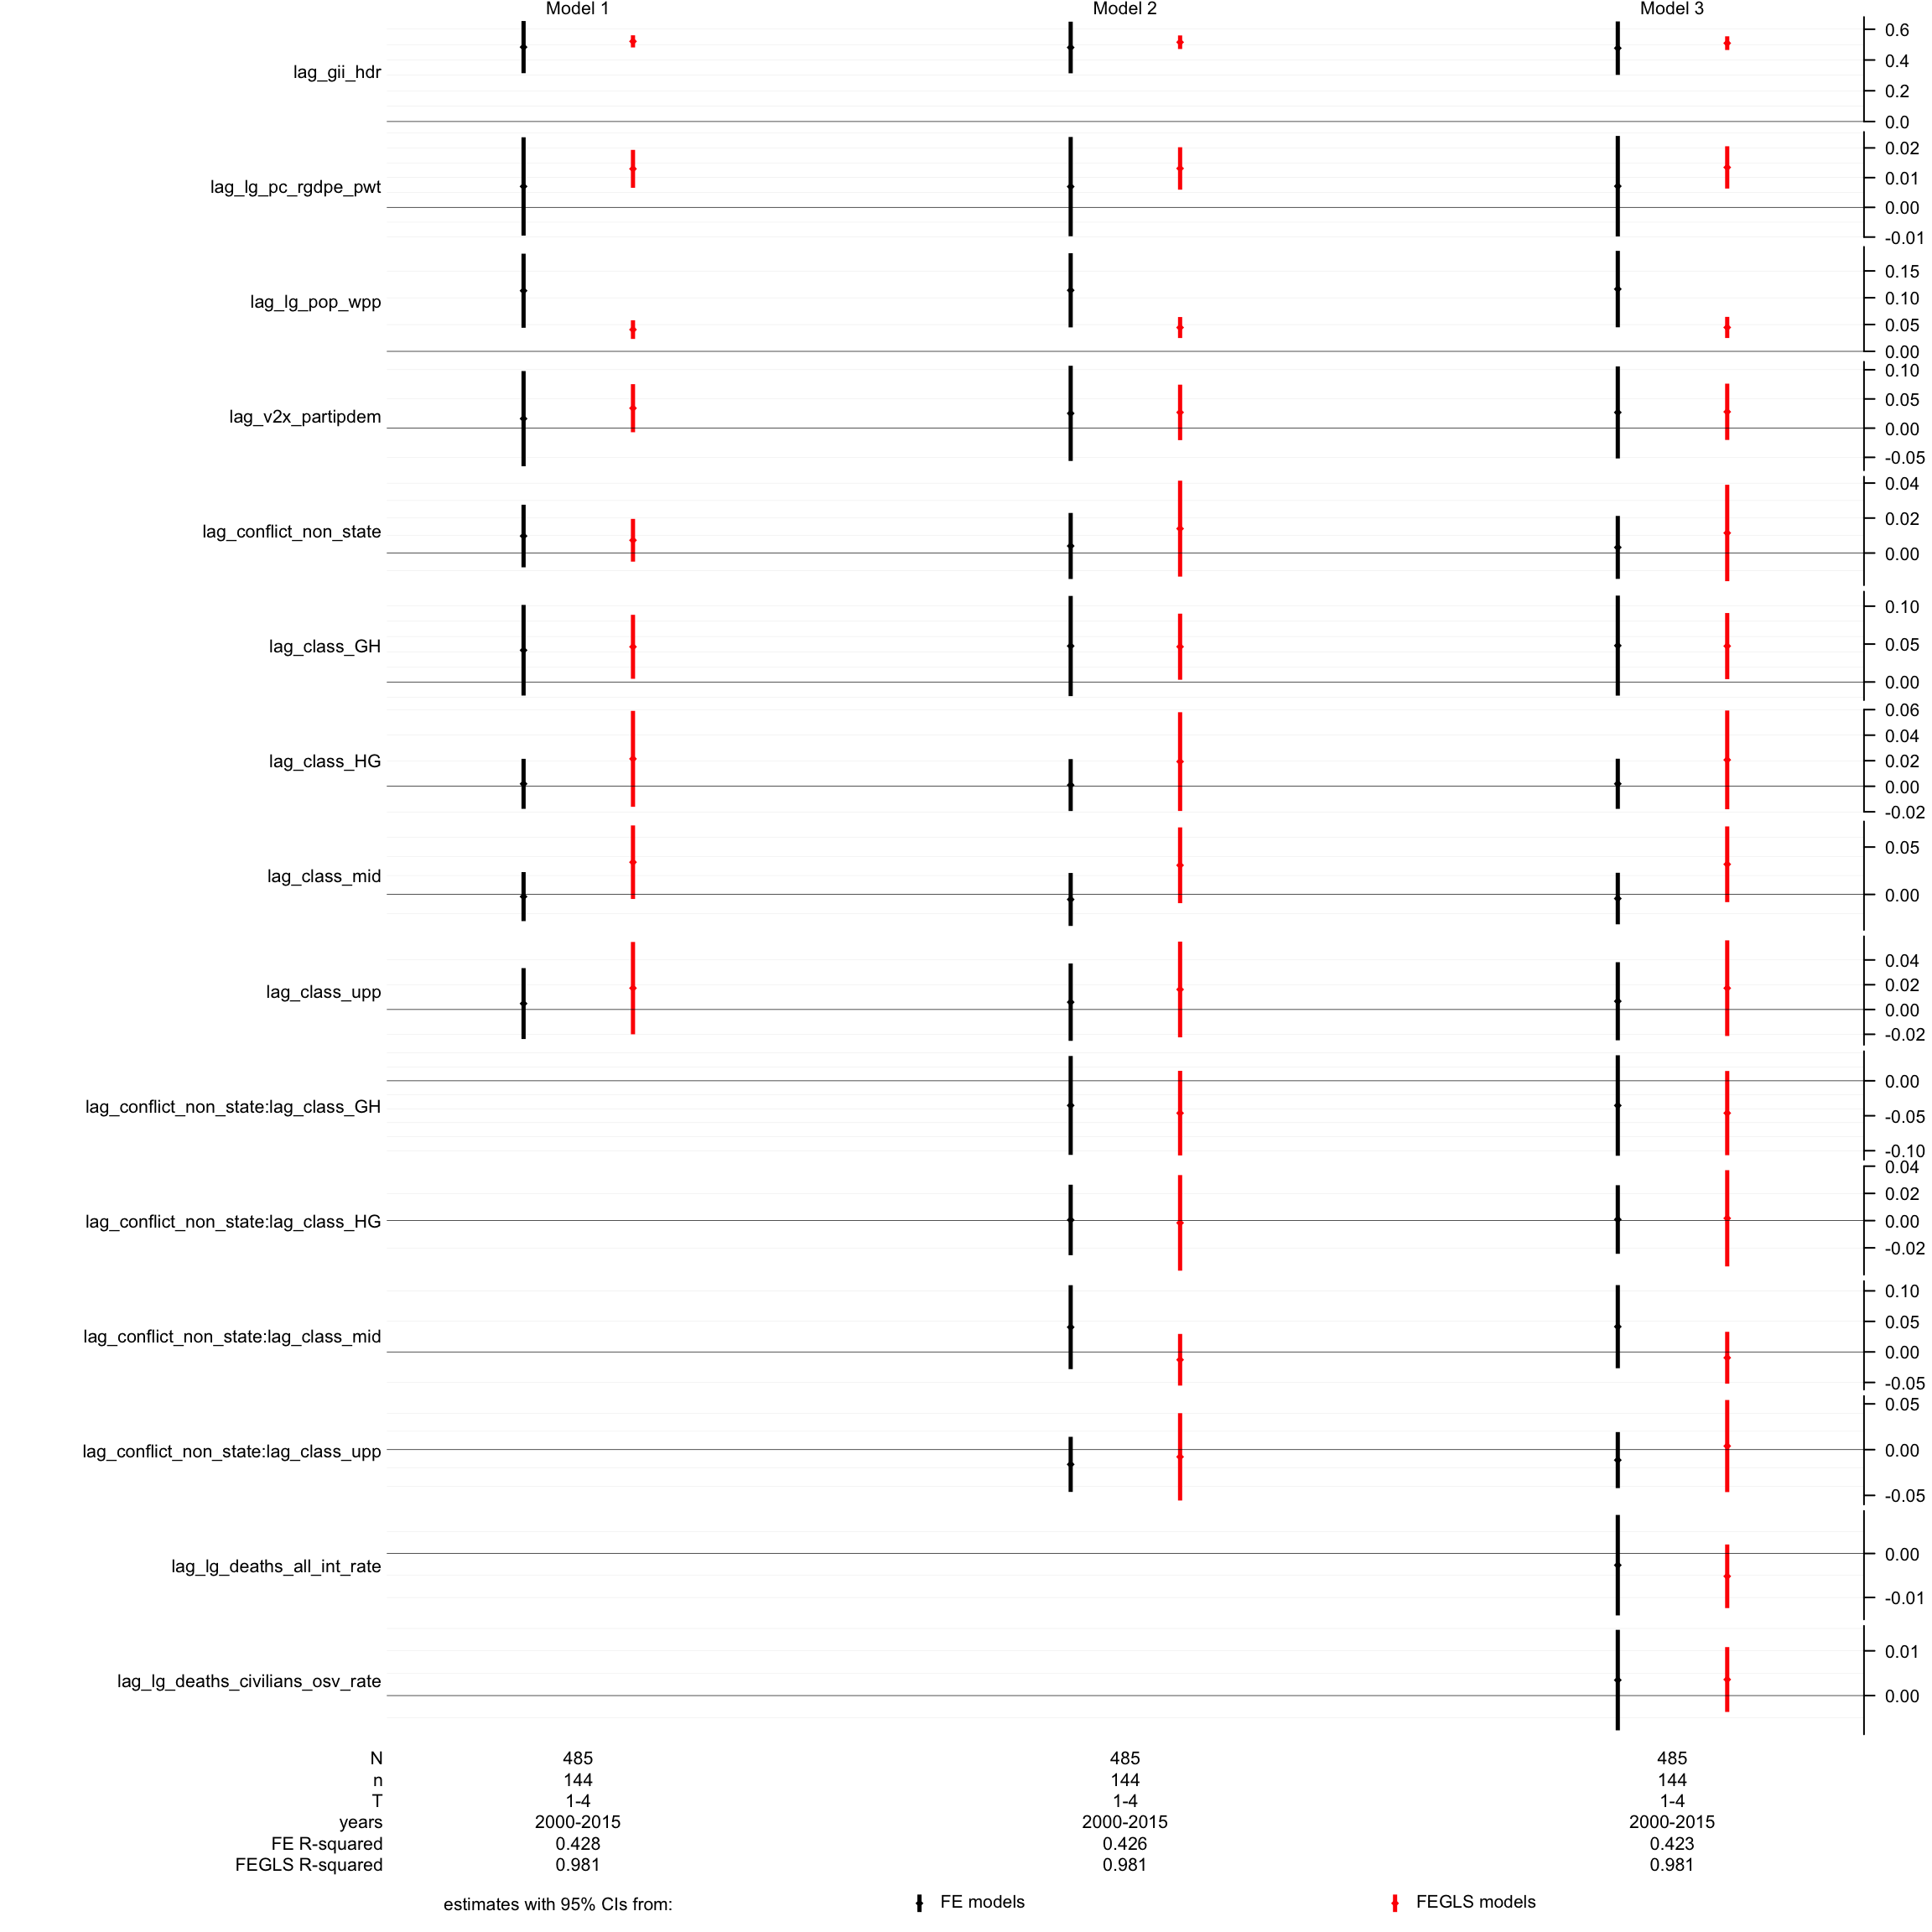 Model 1 Model 2 Model 3
lag_gii_hdr
0.6
0.4
0.2
0.0
lag_lg_pc_rgdpe_pwt
0.02
0.01
0.00
-0.01
lag_lg_pop_wpp
0.15
0.10
0.05
0.00
lag_v2x_partipdem
0.10
0.05
0.00
-0.05
lag_conflict_non_state
0.04
0.02
0.00
lag_class_GH
0.10
0.05
0.00
lag_class_HG
0.06
0.04
0.02
0.00
-0.02
lag_class_mid
0.05
0.00
lag_class_upp
0.04
0.02
0.00
-0.02
lag_conflict_non_state:lag_class_GH
0.00
-0.05
-0.10
lag_conflict_non_state:lag_class_HG
0.04
0.02
0.00
-0.02
lag_conflict_non_state:lag_class_mid
0.10
0.05
0.00
-0.05
lag_conflict_non_state:lag_class_upp
0.05
0.00
-0.05
lag_lg_deaths_all_int_rate
0.00
-0.01
lag_lg_deaths_civilians_osv_rate
0.01
0.00
N 485 485 485
n 144 144 144
T 1-4 1-4 1-4
years 2000-2015 2000-2015 2000-2015
FE R-squared 0.428 0.426 0.423
FEGLS R-squared 0.981 0.981 0.981
estimates with 95% CIs from: FE models FEGLS models